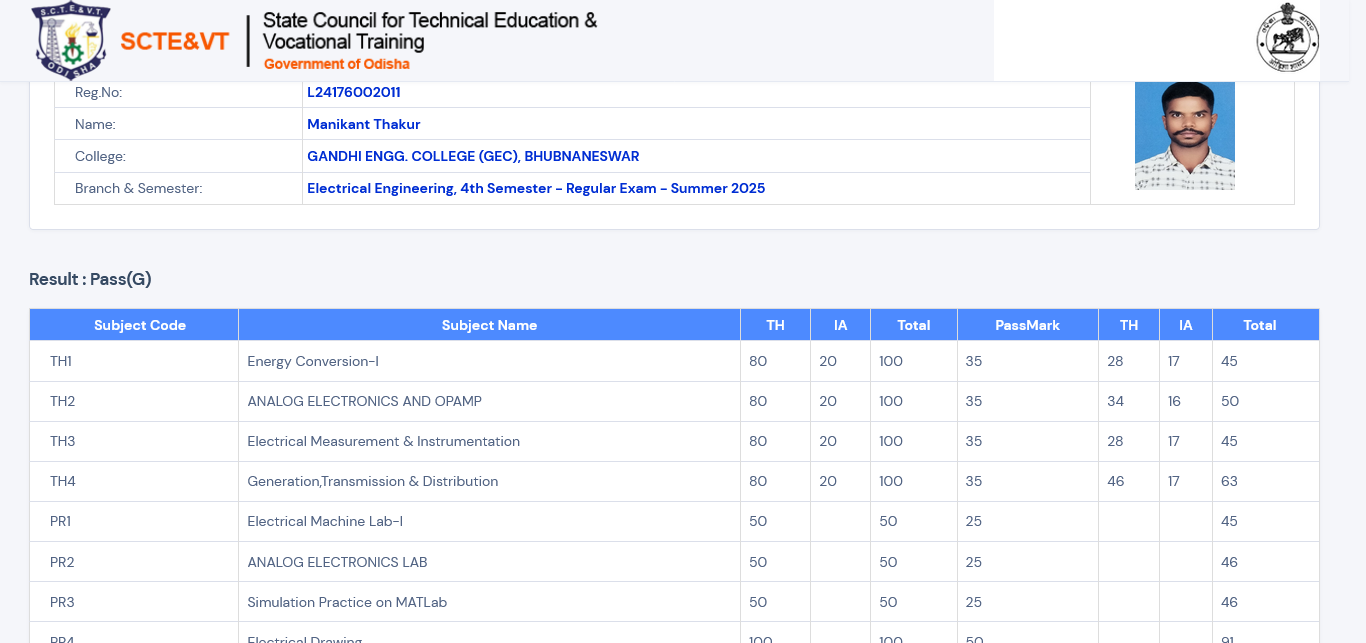 S.C.T.E.& V.T.
ODISHA
SCTE&VT
State Council for Technical Education &
Vocational Training
Government of Odisha
Reg.No: L24176002011
Name: Manikant Thakur
College: GANDHI ENGG. COLLEGE (GEC), BHUBNANESWAR
Branch & Semester: Electrical Engineering, 4th Semester - Regular Exam - Summer 2025
Result : Pass(G)
Subject Code Subject Name TH IA Total PassMark TH IA Total
TH1 Energy Conversion-I 80 20 100 35 28 17 45
TH2 ANALOG ELECTRONICS AND OPAMP 80 20 100 35 34 16 50
TH3 Electrical Measurement & Instrumentation 80 20 100 35 28 17 45
TH4 Generation,Transmission & Distribution 80 20 100 35 46 17 63
PR1 Electrical Machine Lab-I 50 50 25 45
PR2 ANALOG ELECTRONICS LAB 50 50 25 46
PR3 Simulation Practice on MATLab 50 50 25 46
PR4 Electrical Drawing 100 100 50 91